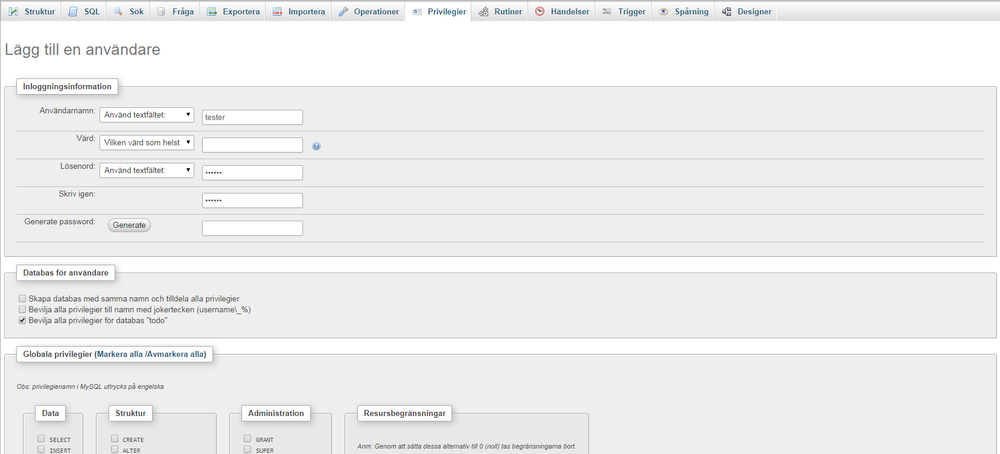 Struktur SQL Sök Fråga Exportera Importera Operationer Privilegier Rutiner Händelser Trigger Spårning Designer
Lägg till en användare
Inloggningsinformation
Användarnamn: Använd textfältet: tester
Värd: Vilken värd som helst
Lösenord: Använd textfältet: ••••••
Skriv igen: ••••••
Generate password: Generate
Databas för användare
Skapa databas med samma namn och tilldela alla privilegier
Bevilja alla privilegier till namn med jokertecken (username\_%)
Bevilja alla privilegier för databas "todo"
Globala privilegier (Markera alla /Avmarkera alla)
Obs: privilegienamn i MySQL uttrycks på engelska
Data Struktur Administration Resursbegränsningar
SELECT CREATE GRANT
Anm: Genom att sätta dessa alternativ till 0 (noll) tas begränsningarna bort.
INSERT ALTER SUPER